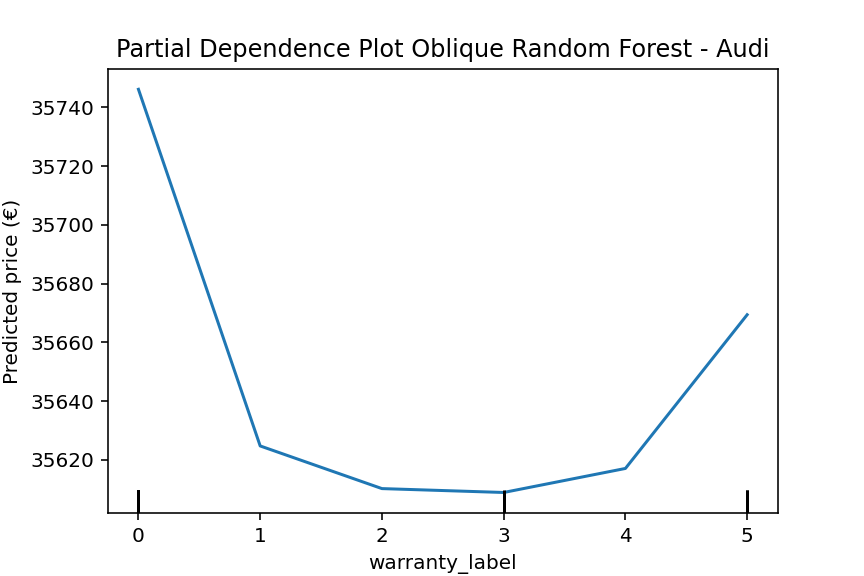 Partial Dependence Plot Oblique Random Forest - Audi
Predicted price (€)
35740
35720
35700
35680
35660
35640
35620
0 1 2 3 4 5
warranty_label